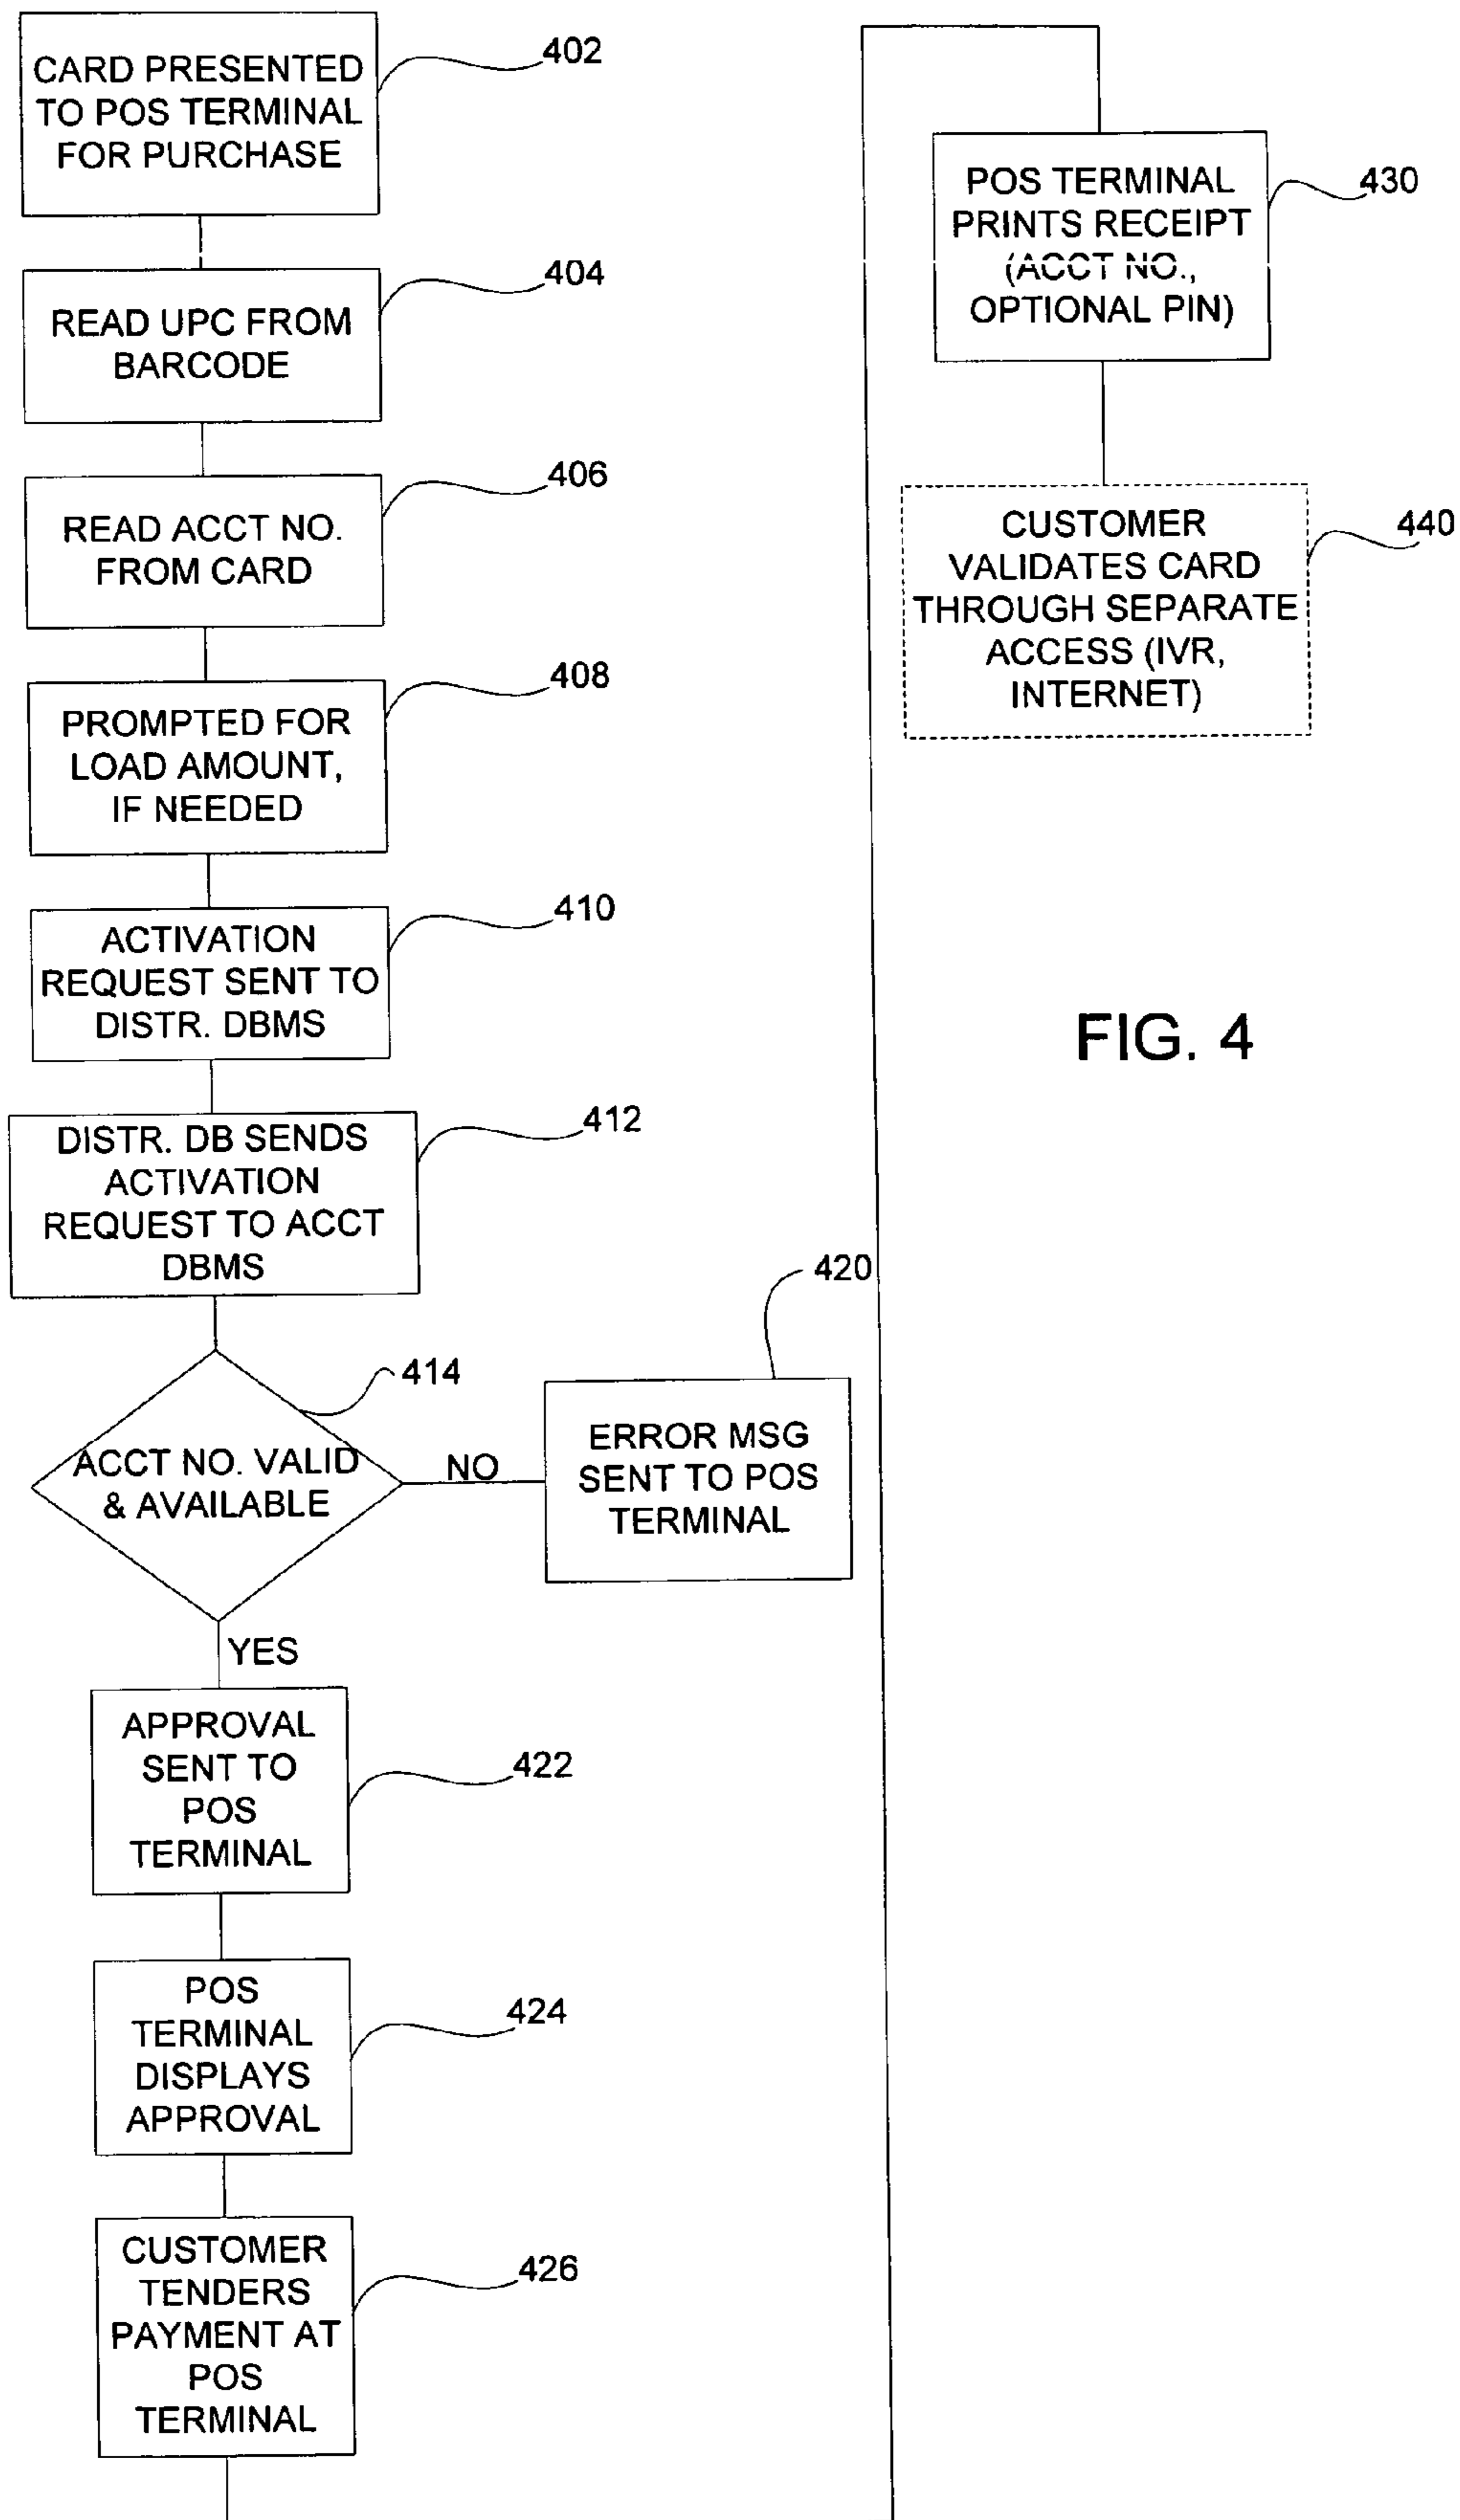 CARD PRESENTED
TO POS TERMINAL
FOR PURCHASE
402
READ UPC FROM
BARCODE
404
READ ACCT NO.
FROM CARD
406
PROMPTED FOR
LOAD AMOUNT,
IF NEEDED
408
ACTIVATION
REQUEST SENT TO
DISTR. DBMS
410
DISTR. DB SENDS
ACTIVATION
REQUEST TO ACCT
DBMS
412
ACCT NO. VALID
& AVAILABLE
414
NO
ERROR MSG
SENT TO POS
TERMINAL
420
YES
APPROVAL
SENT TO
POS
TERMINAL
422
POS
TERMINAL
DISPLAYS
APPROVAL
424
CUSTOMER
TENDERS
PAYMENT AT
POS
TERMINAL
426
POS TERMINAL
PRINTS RECEIPT
(ACCT NO.,
OPTIONAL PIN)
430
CUSTOMER
VALIDATES CARD
THROUGH SEPARATE
ACCESS (IVR,
INTERNET)
440
FIG. 4